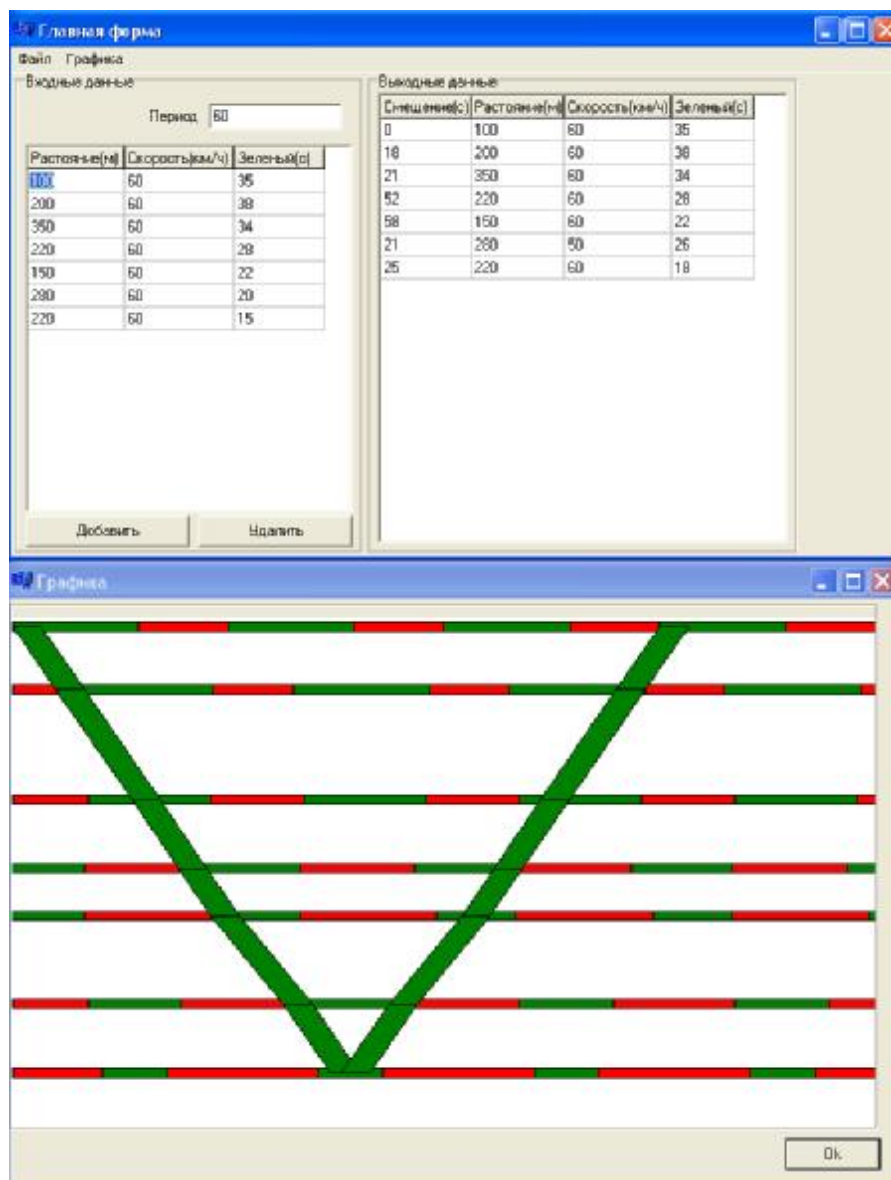 Главная форма
Файл Графика
Входные данные
Период 60
Растояние(м) Скорость(км/ч) Зеленый(с)
100 60 35
200 60 38
350 60 34
220 60 28
150 60 22
280 60 20
220 60 15
Добавить Удалить
Выходные данные
Смещение(с) Растояние(м) Скорость(км/ч) Зеленый(с)
0 100 60 35
18 200 60 38
21 350 60 34
52 220 60 28
58 150 60 22
21 280 50 26
25 220 60 18
Графика
Ok